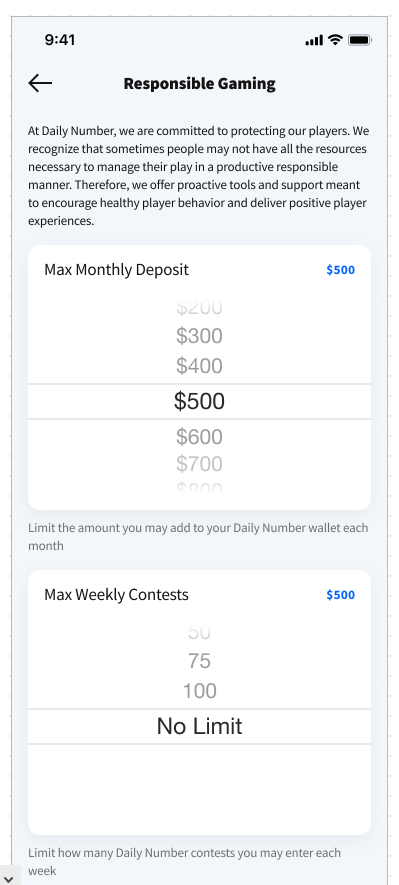 9:41
Responsible Gaming
At Daily Number, we are committed to protecting our players. We
recognize that sometimes people may not have all the resources
necessary to manage their play in a productive responsible
manner. Therefore, we offer proactive tools and support meant
to encourage healthy player behavior and deliver positive player
experiences.
Max Monthly Deposit $500
$200
$300
$400
$500
$600
$700
$800
Limit the amount you may add to your Daily Number wallet each
month
Max Weekly Contests $500
50
75
100
No Limit
Limit how many Daily Number contests you may enter each
week